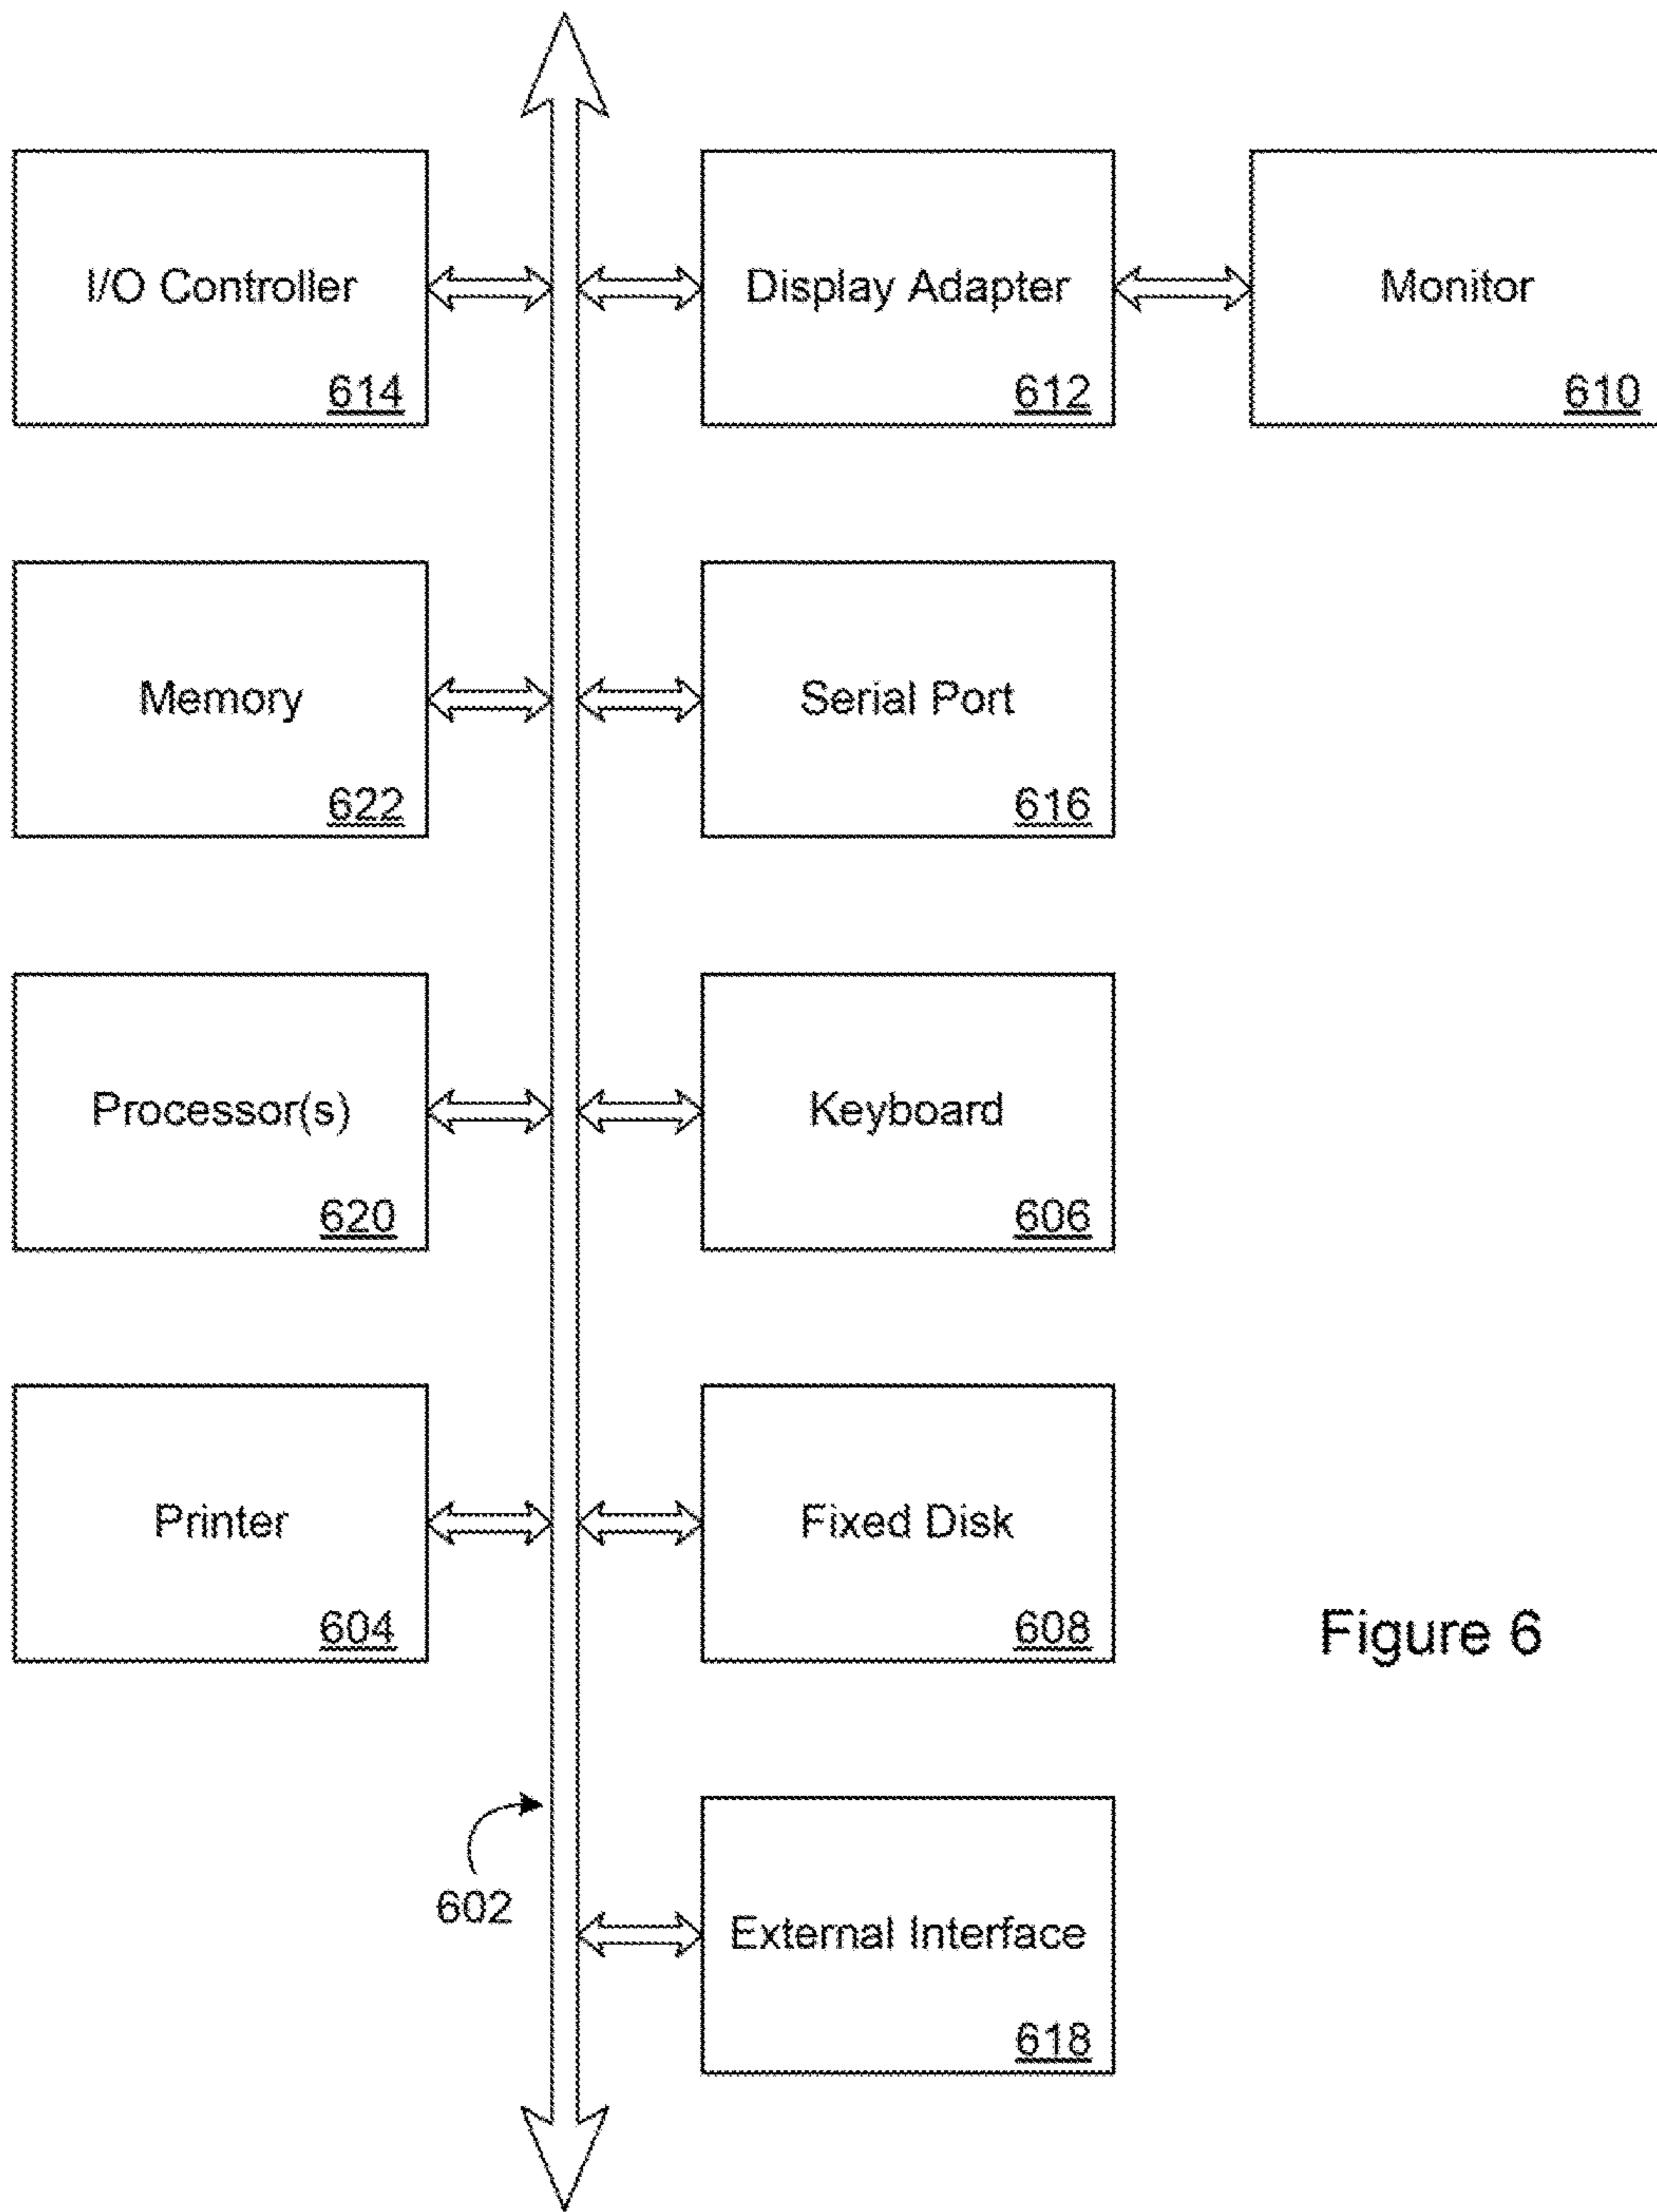 I/O Controller
614
Display Adapter
612
Monitor
610
Memory
622
Serial Port
616
Processor(s)
620
Keyboard
606
Printer
604
Fixed Disk
608
Figure 6
602
External Interface
618